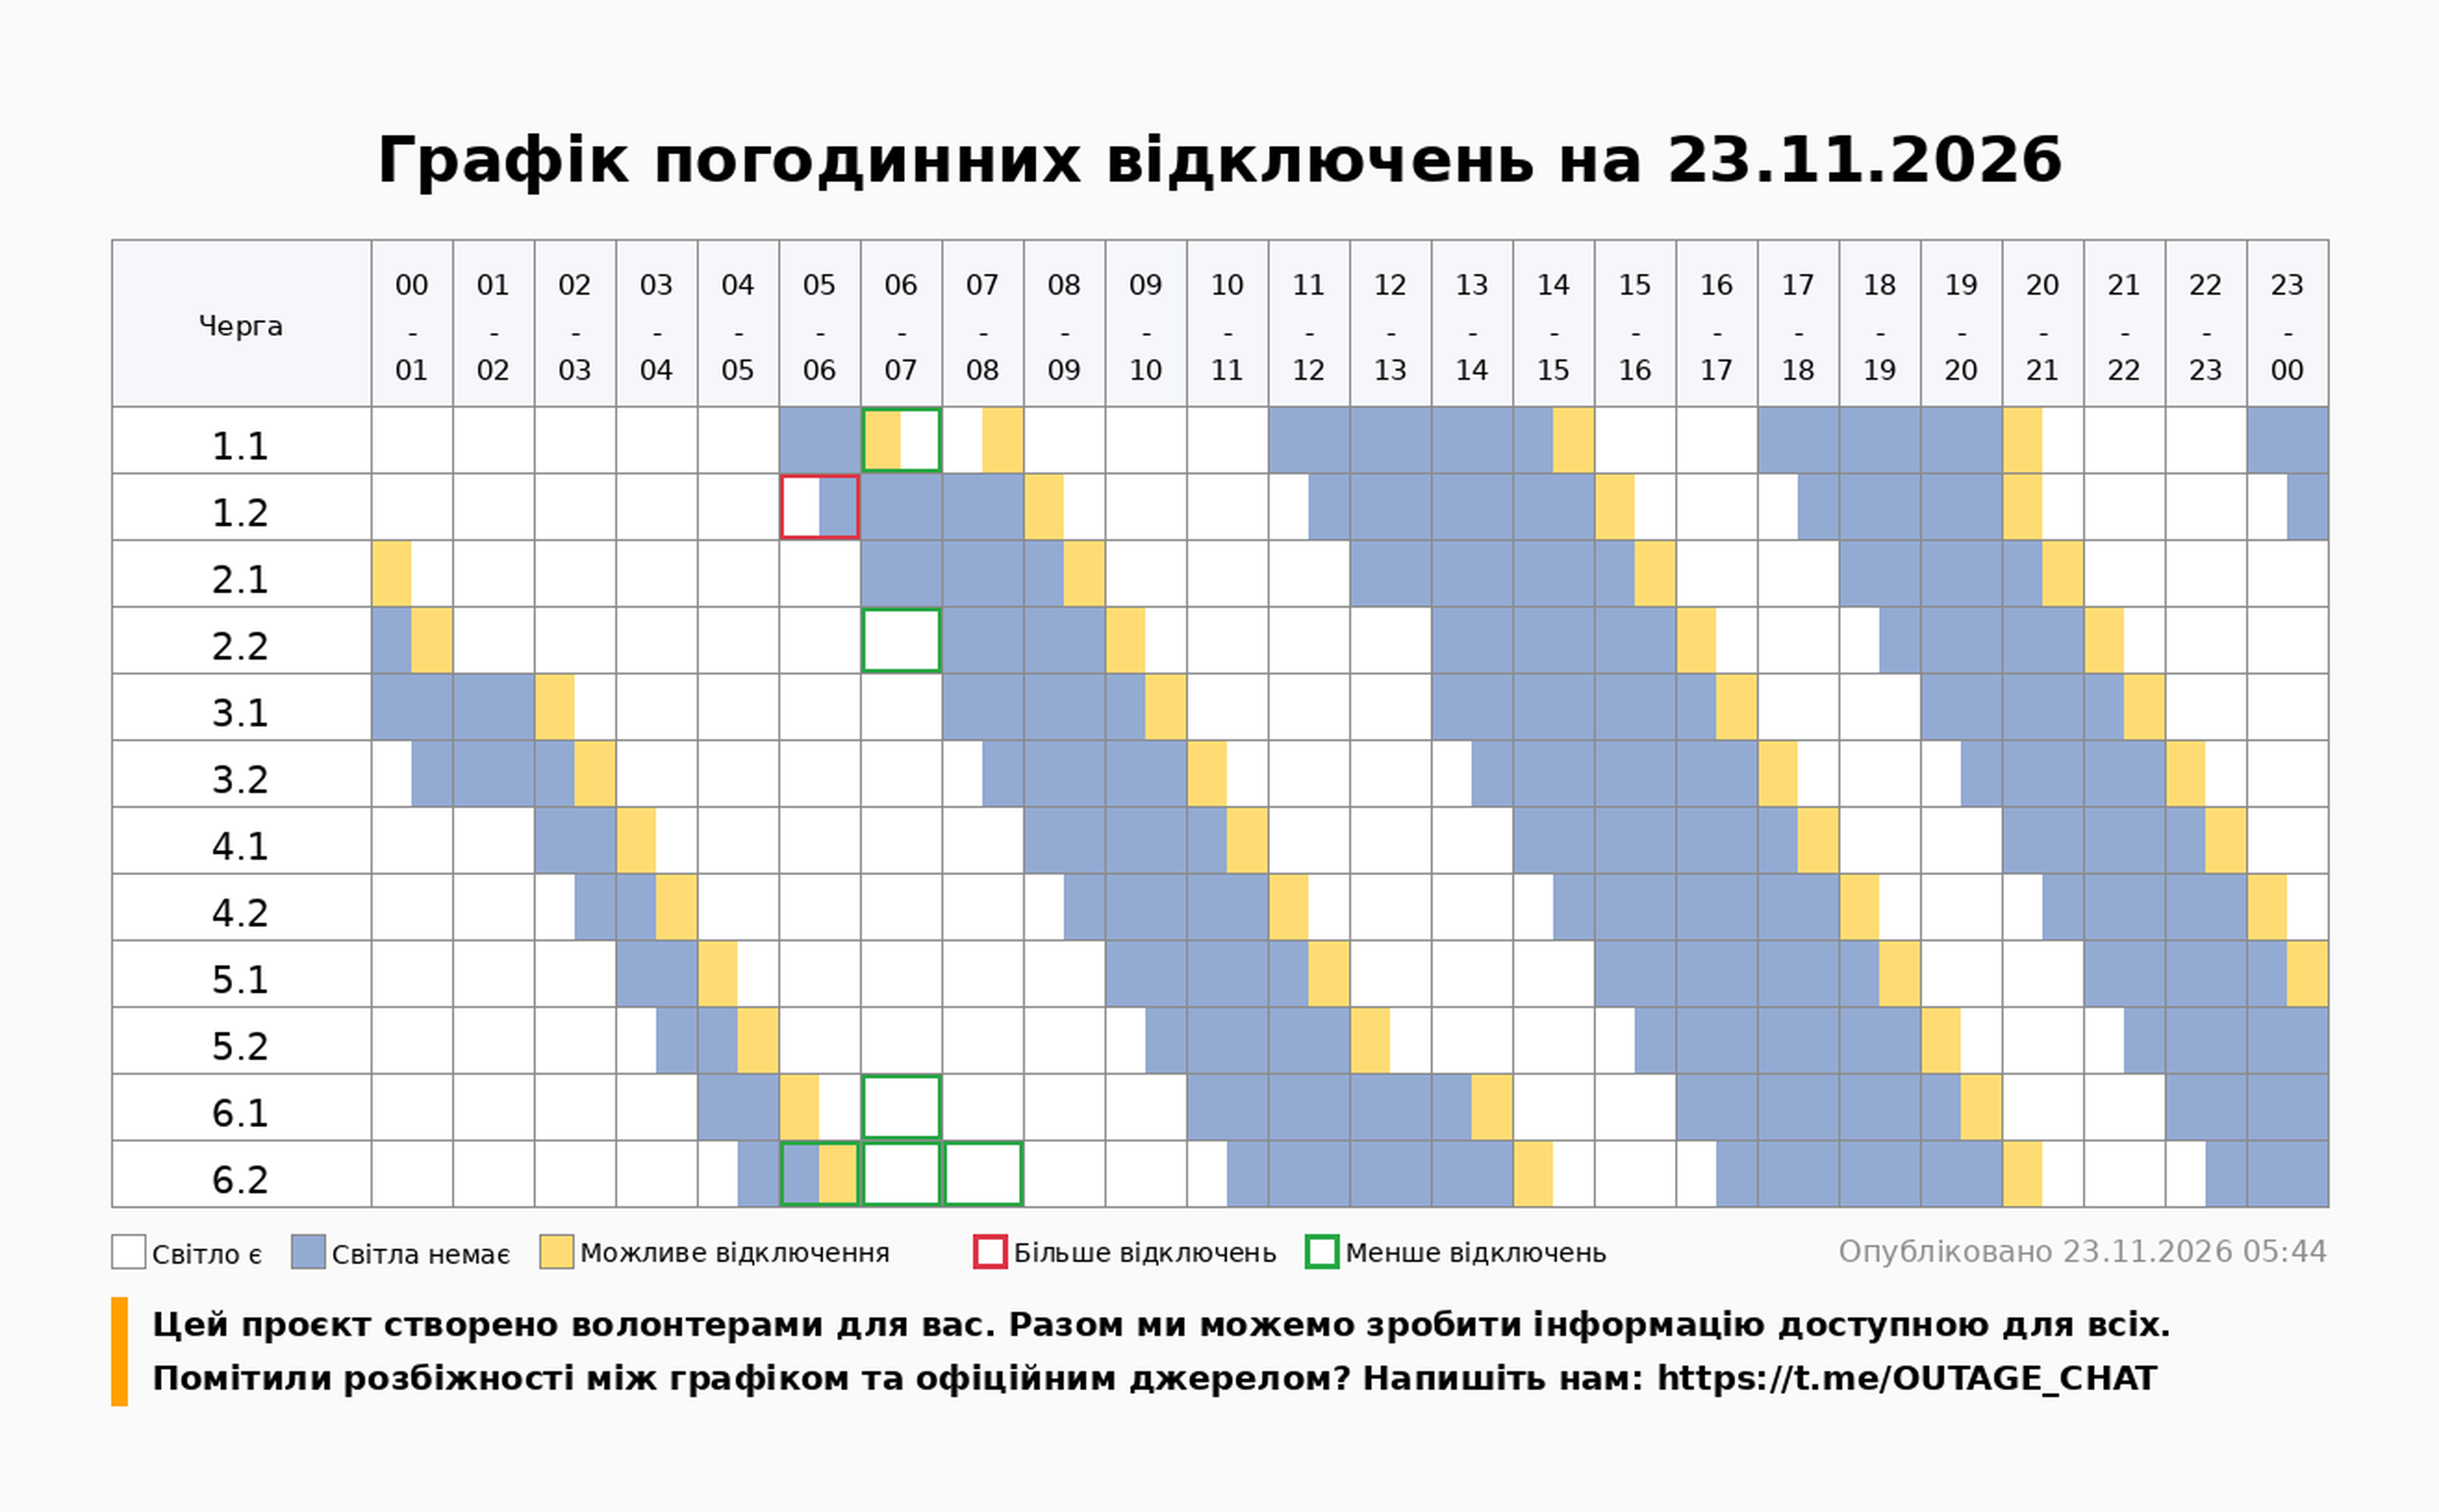 Графік погодинних відключень на 23.11.2026
Черга
00 - 01
01 - 02
02 - 03
03 - 04
04 - 05
05 - 06
06 - 07
07 - 08
08 - 09
09 - 10
10 - 11
11 - 12
12 - 13
13 - 14
14 - 15
15 - 16
16 - 17
17 - 18
18 - 19
19 - 20
20 - 21
21 - 22
22 - 23
23 - 00
1.1
1.2
2.1
2.2
3.1
3.2
4.1
4.2
5.1
5.2
6.1
6.2
Світло є
Світла немає
Можливе відключення
Більше відключень
Менше відключень
Опубліковано 23.11.2026 05:44
Цей проєкт створено волонтерами для вас. Разом ми можемо зробити інформацію доступною для всіх.
Помітили розбіжності між графіком та офіційним джерелом? Напишіть нам: https://t.me/OUTAGE_CHAT